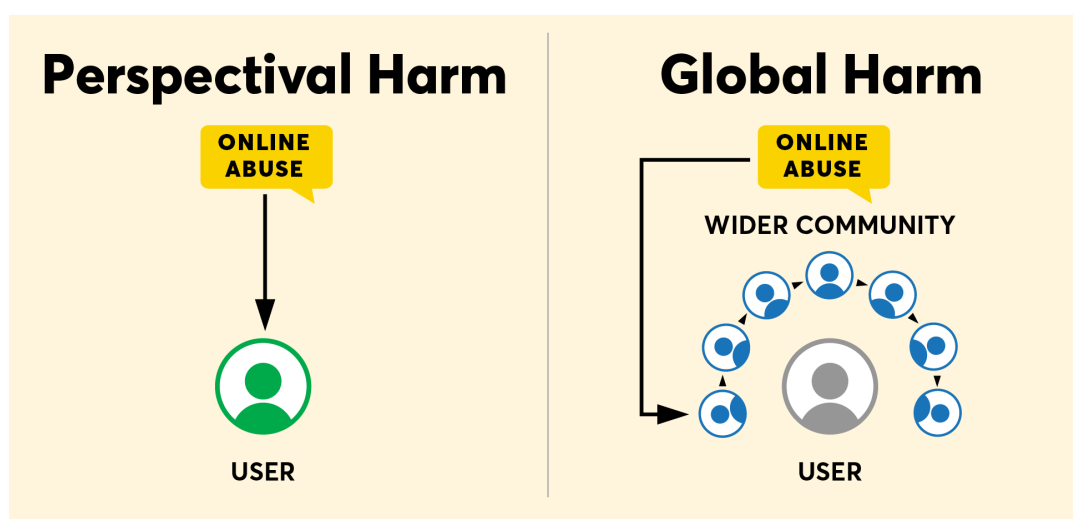 Perspectival Harm
ONLINE
ABUSE
USER
Global Harm
ONLINE
ABUSE
WIDER COMMUNITY
USER